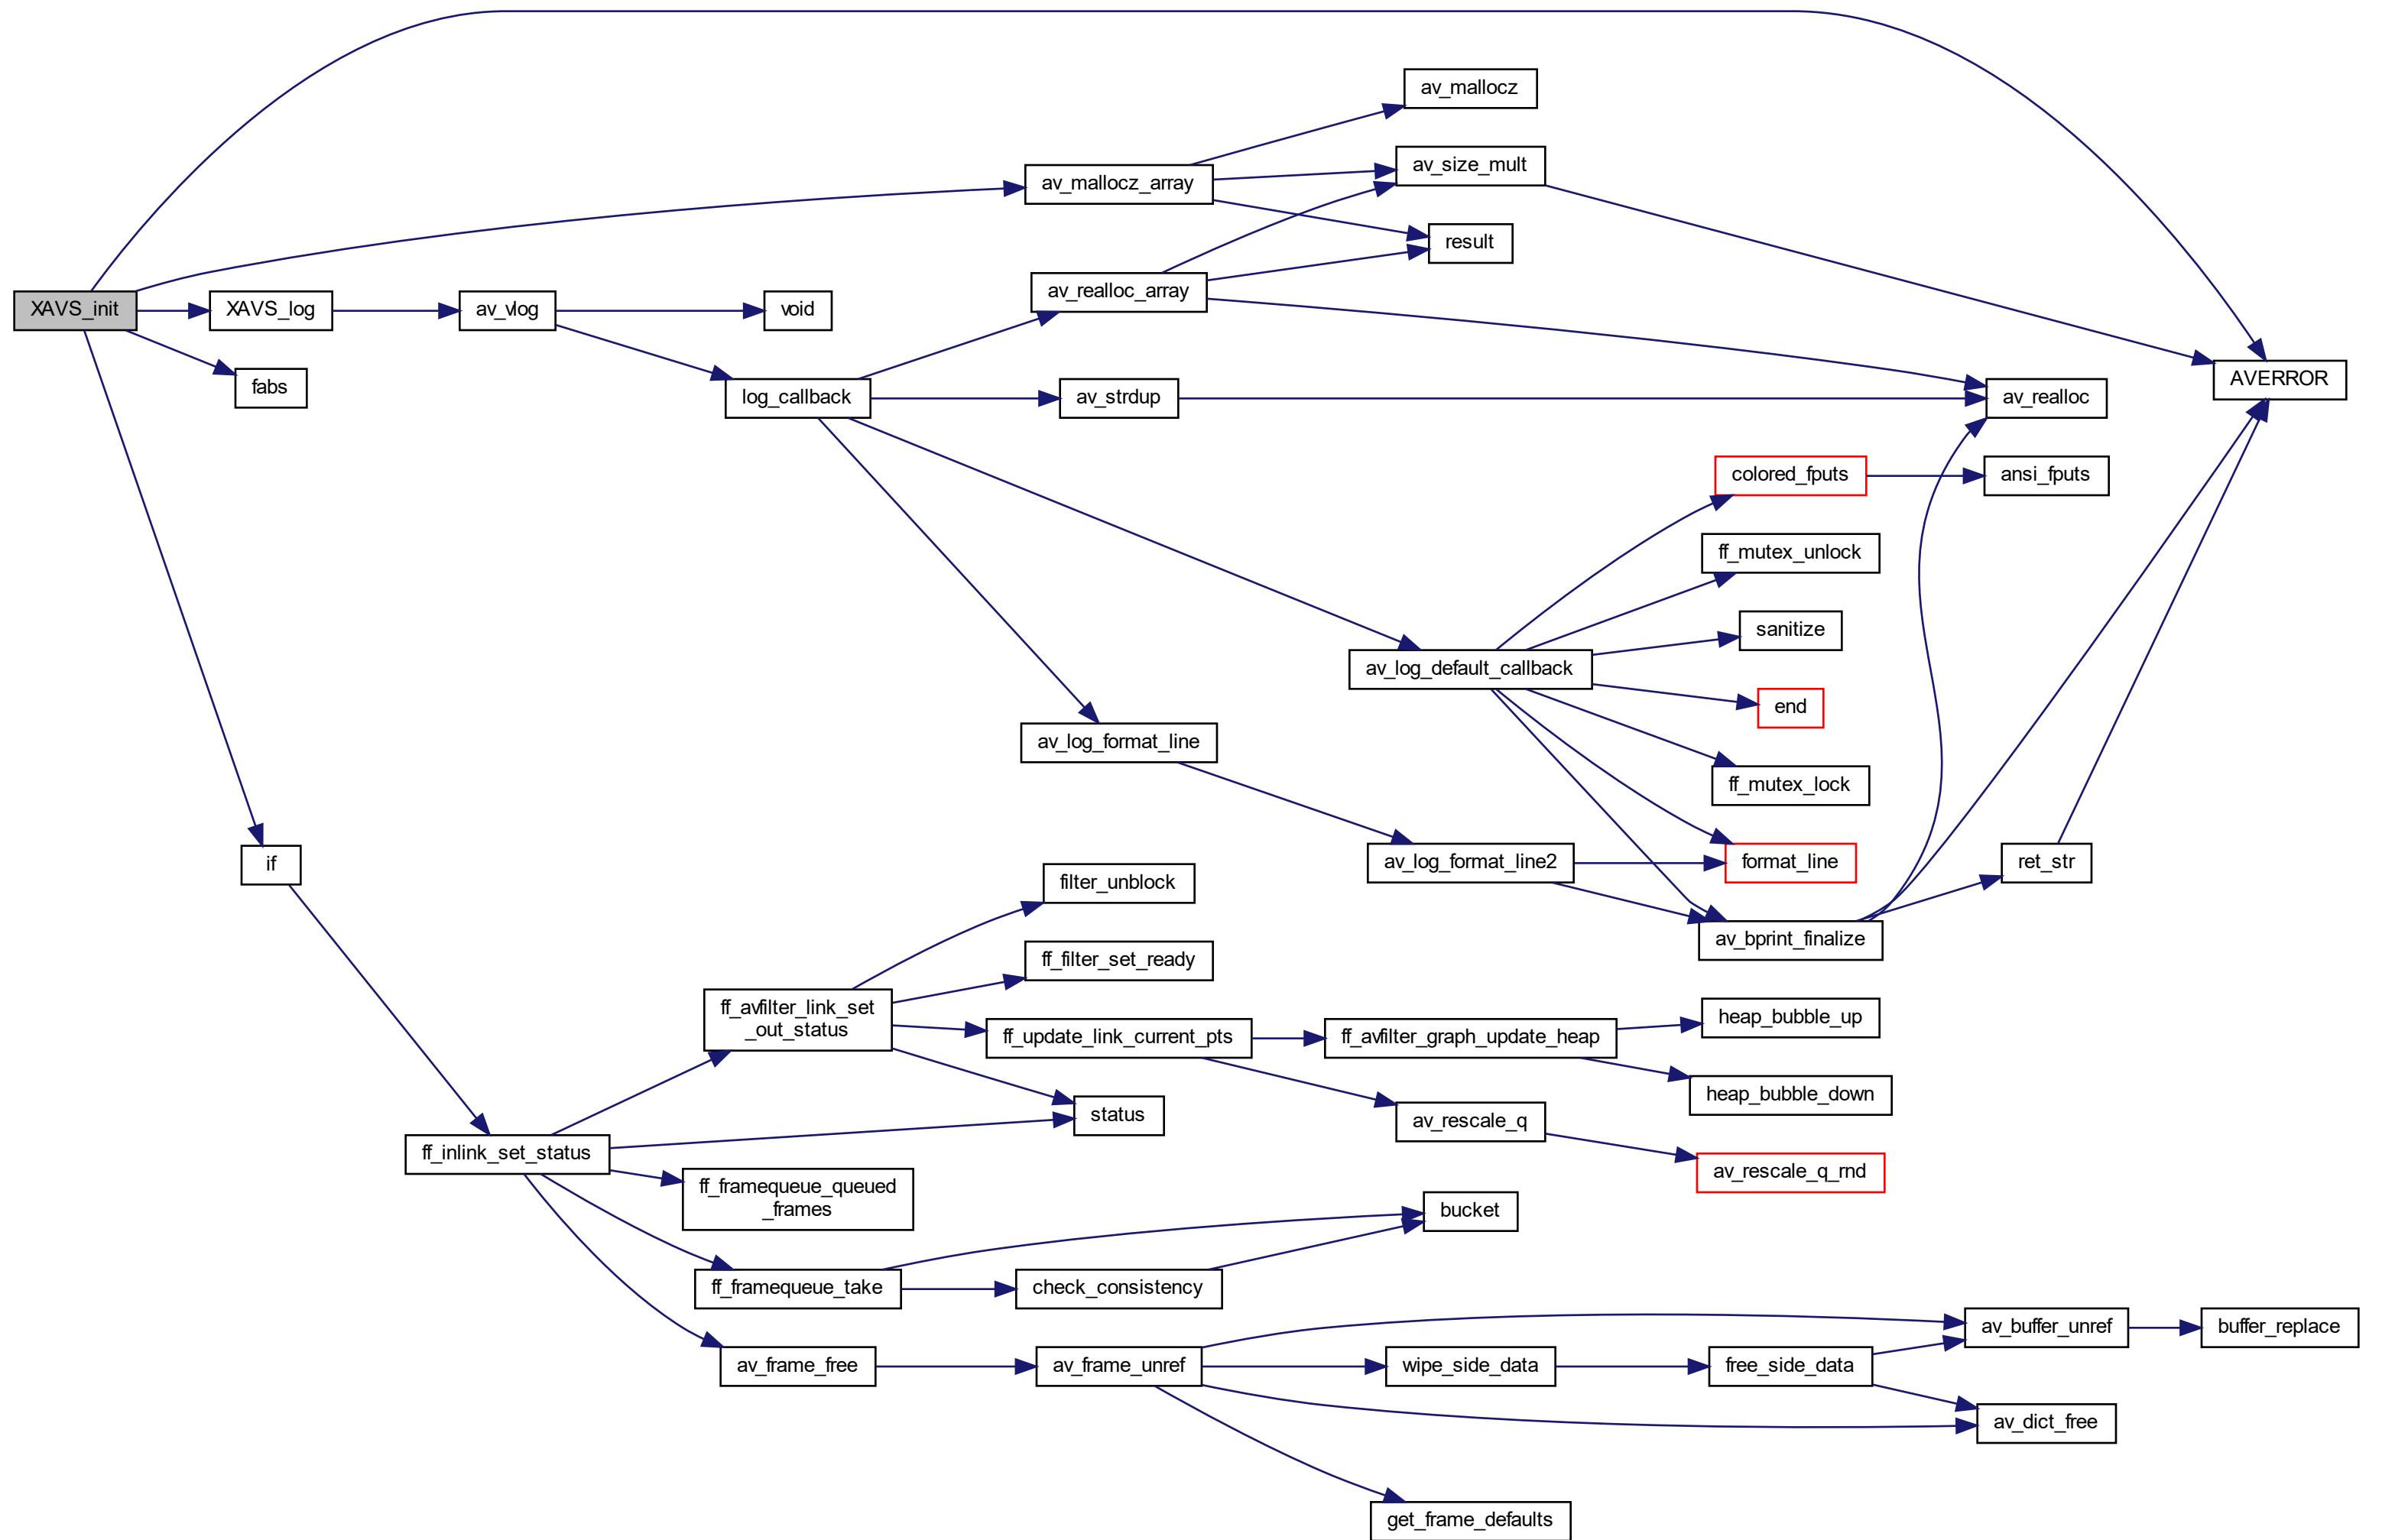 av_mallocz
av_size_mult
av_mallocz_array
result
av_realloc_array
XAVS_init
XAVS_log
av_vlog
void
AVERROR
fabs
log_callback
av_strdup
av_realloc
colored_fputs
ansi_fputs
ff_mutex_unlock
sanitize
av_log_default_callback
end
av_log_format_line
ff_mutex_lock
if
av_log_format_line2
format_line
ret_str
filter_unblock
av_bprint_finalize
ff_filter_set_ready
ff_avfilter_link_set
_out_status
heap_bubble_up
ff_update_link_current_pts
ff_avfilter_graph_update_heap
heap_bubble_down
status
av_rescale_q
ff_inlink_set_status
av_rescale_q_rnd
ff_framequeue_queued
_frames
bucket
ff_framequeue_take
check_consistency
av_buffer_unref
buffer_replace
av_frame_free
av_frame_unref
wipe_side_data
free_side_data
av_dict_free
get_frame_defaults